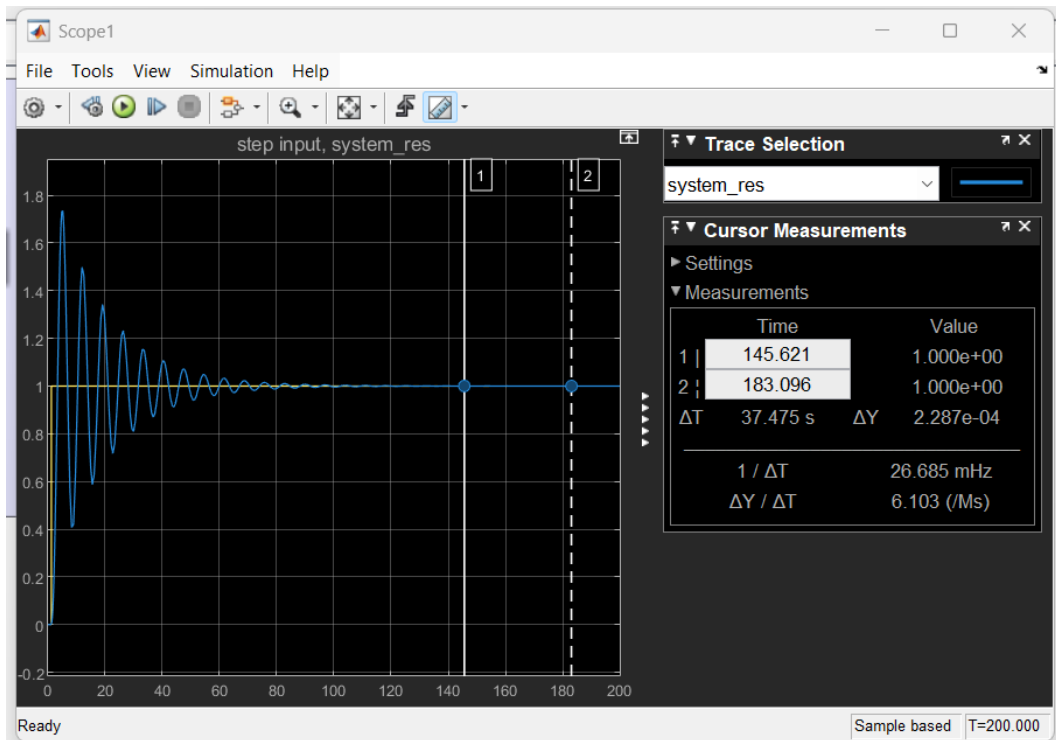 Scope1
File Tools View Simulation Help
step input, system_res
1
2
1.8
1.6
1.4
1.2
1
0.8
0.6
0.4
0.2
0
-0.2
0 20 40 60 80 100 120 140 160 180 200
Trace Selection
system_res
Cursor Measurements
Settings
Measurements
Time Value
1 | 145.621 1.000e+00
2 ¦ 183.096 1.000e+00
ΔT 37.475 s ΔY 2.287e-04
1 / ΔT 26.685 mHz
ΔY / ΔT 6.103 (/Ms)
Ready Sample based T=200.000